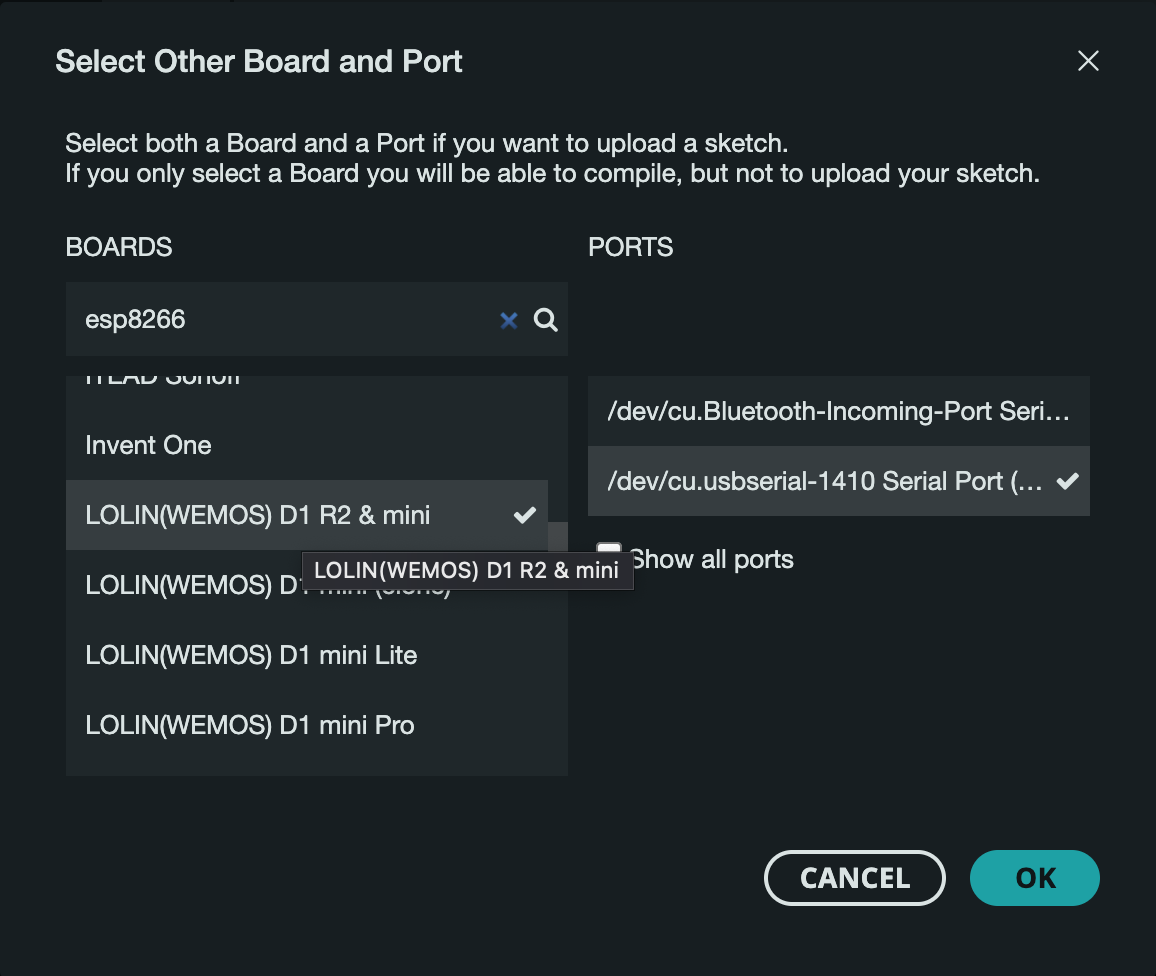 Select Other Board and Port
Select both a Board and a Port if you want to upload a sketch.
If you only select a Board you will be able to compile, but not to upload your sketch.
BOARDS
PORTS
esp8266
ITEAD Sonoff
Invent One
LOLIN(WEMOS) D1 R2 & mini
LOLIN(WEMOS) D1 R2 & mini
LOLIN(WEMOS) D1 mini (clone)
LOLIN(WEMOS) D1 mini Lite
LOLIN(WEMOS) D1 mini Pro
/dev/cu.Bluetooth-Incoming-Port Seri...
/dev/cu.usbserial-1410 Serial Port (...
Show all ports
CANCEL
OK